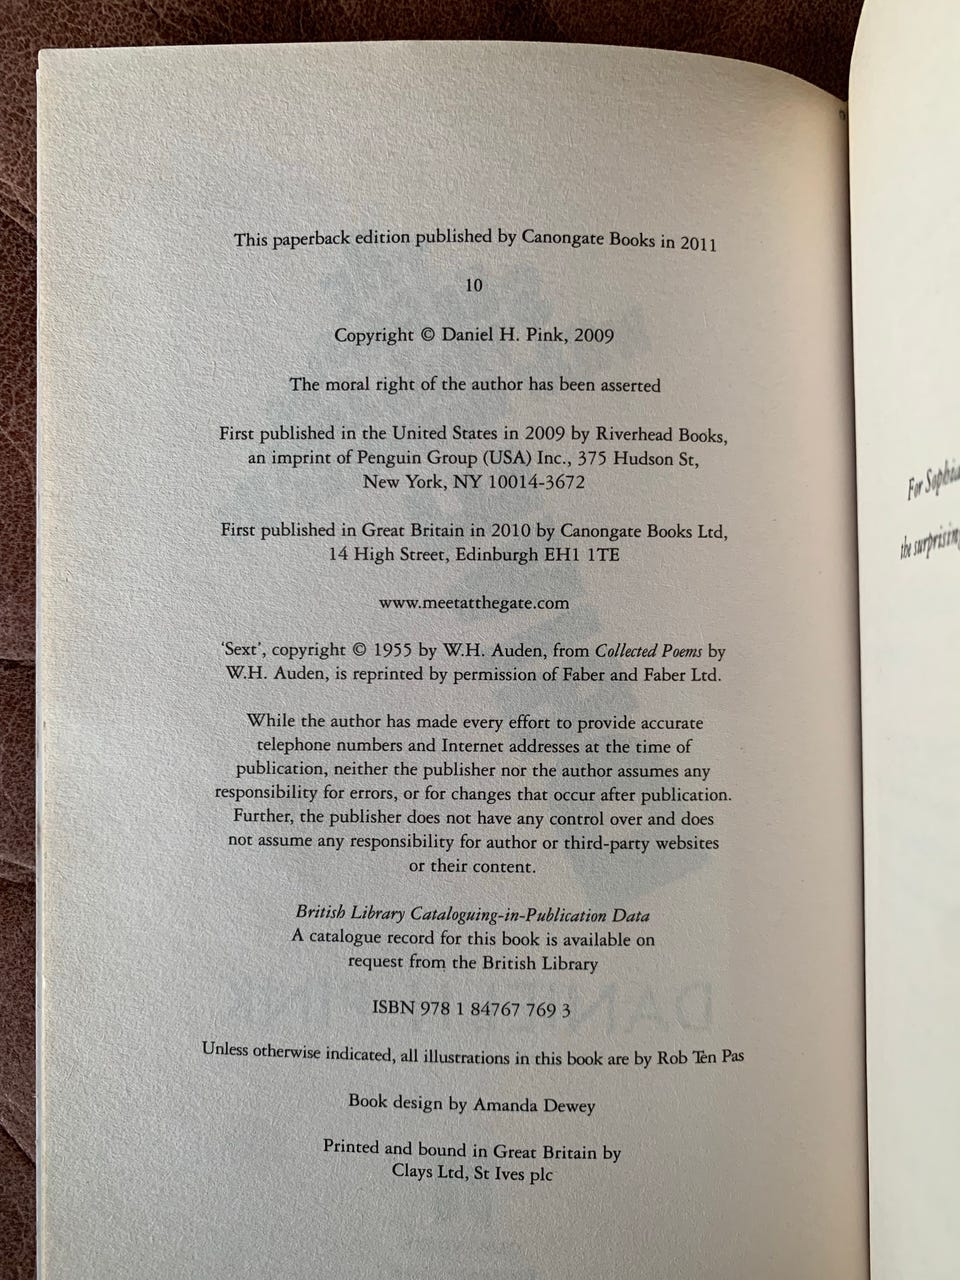 This paperback edition published by Canongate Books in 2011
10
Copyright © Daniel H. Pink, 2009
The moral right of the author has been asserted
First published in the United States in 2009 by Riverhead Books,
an imprint of Penguin Group (USA) Inc., 375 Hudson St,
New York, NY 10014-3672
First published in Great Britain in 2010 by Canongate Books Ltd,
14 High Street, Edinburgh EH1 1TE
www.meetatthegate.com
‘Sext’, copyright © 1955 by W.H. Auden, from Collected Poems by
W.H. Auden, is reprinted by permission of Faber and Faber Ltd.
While the author has made every effort to provide accurate
telephone numbers and Internet addresses at the time of
publication, neither the publisher nor the author assumes any
responsibility for errors, or for changes that occur after publication.
Further, the publisher does not have any control over and does
not assume any responsibility for author or third-party websites
or their content.
British Library Cataloguing-in-Publication Data
A catalogue record for this book is available on
request from the British Library
ISBN 978 1 84767 769 3
Unless otherwise indicated, all illustrations in this book are by Rob Ten Pas
Book design by Amanda Dewey
Printed and bound in Great Britain by
Clays Ltd, St Ives plc
For
the surprising